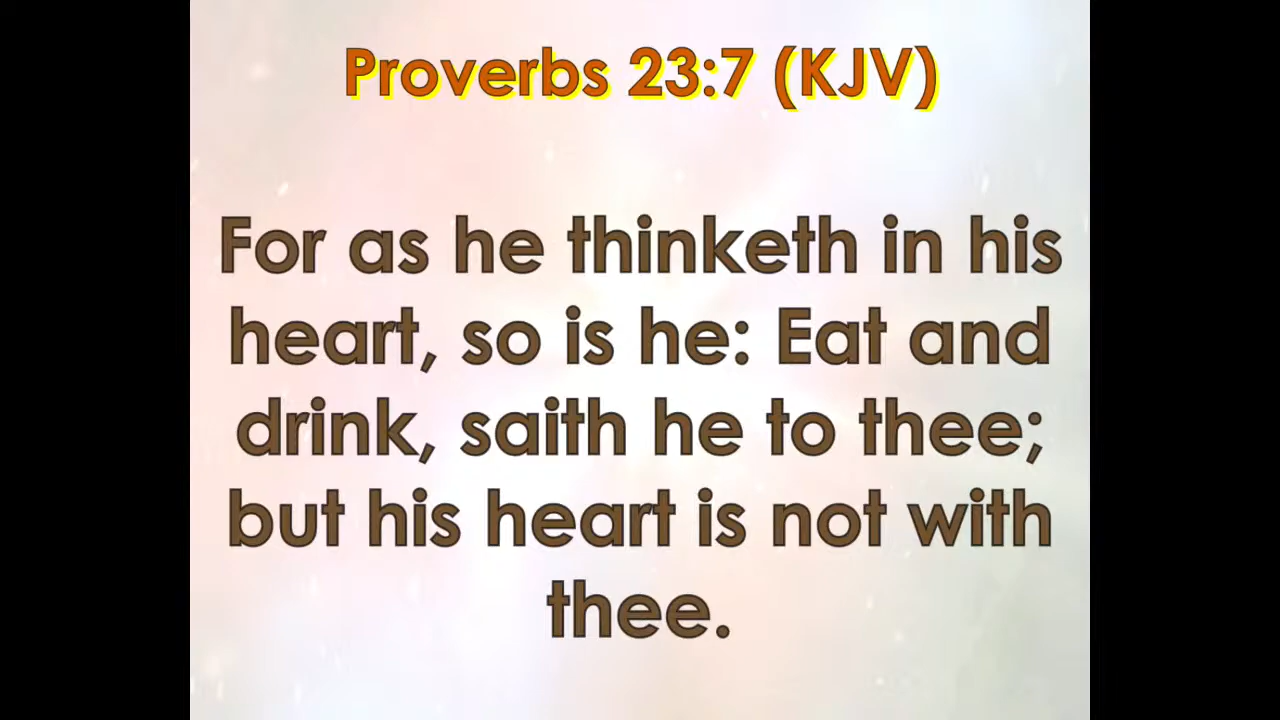 Proverbs 23:7 (KJV)
For as he thinketh in his
heart, so is he: Eat and
drink, saith he to thee;
but his heart is not with
thee.